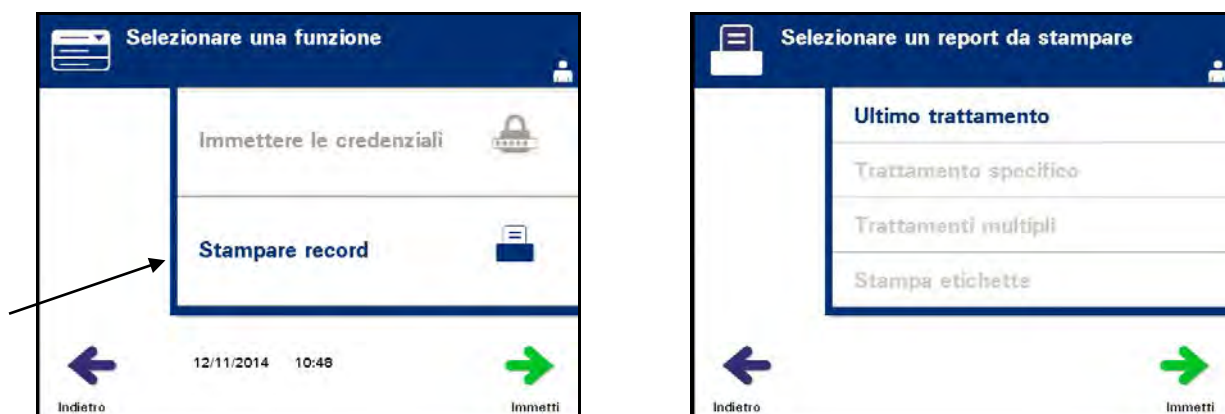 Selezionare una funzione
Immettere le credenziali
Stampare record
12/11/2014 10:48
Indietro
Immetti
Selezionare un report da stampare
Ultimo trattamento
Trattamento specifico
Trattamenti multipli
Stampa etichette
Indietro
Immetti